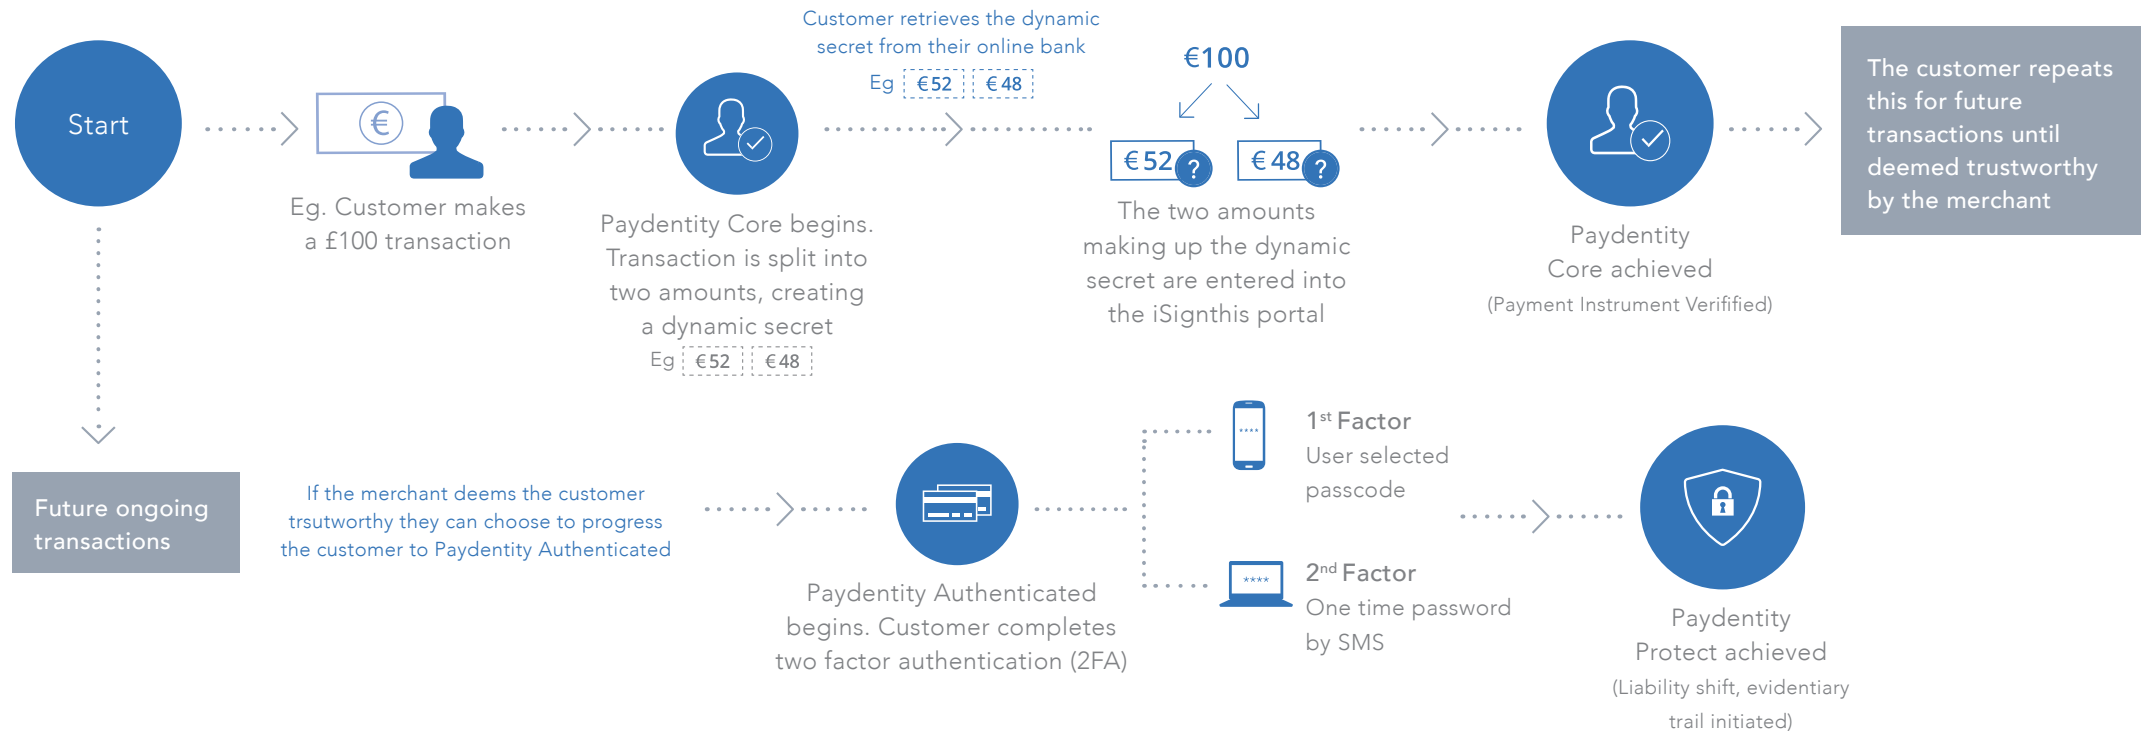 Start
€
Eg. Customer makes
a £100 transaction
Paydentity Core begins.
Transaction is split into
two amounts, creating
a dynamic secret
Eg €52 €48
Customer retrieves the dynamic
secret from their online bank
Eg €52 €48
€100
€52 ? €48 ?
The two amounts
making up the dynamic
secret are entered into
the iSignthis portal
Paydentity
Core achieved
(Payment Instrument Verifified)
The customer repeats
this for future
transactions until
deemed trustworthy
by the merchant
Future ongoing
transactions
If the merchant deems the customer
trsutworthy they can choose to progress
the customer to Paydentity Authenticated
Paydentity Authenticated
begins. Customer completes
two factor authentication (2FA)
****
1st Factor
User selected
passcode
****
2nd Factor
One time password
by SMS
Paydentity
Protect achieved
(Liability shift, evidentiary
trail initiated)